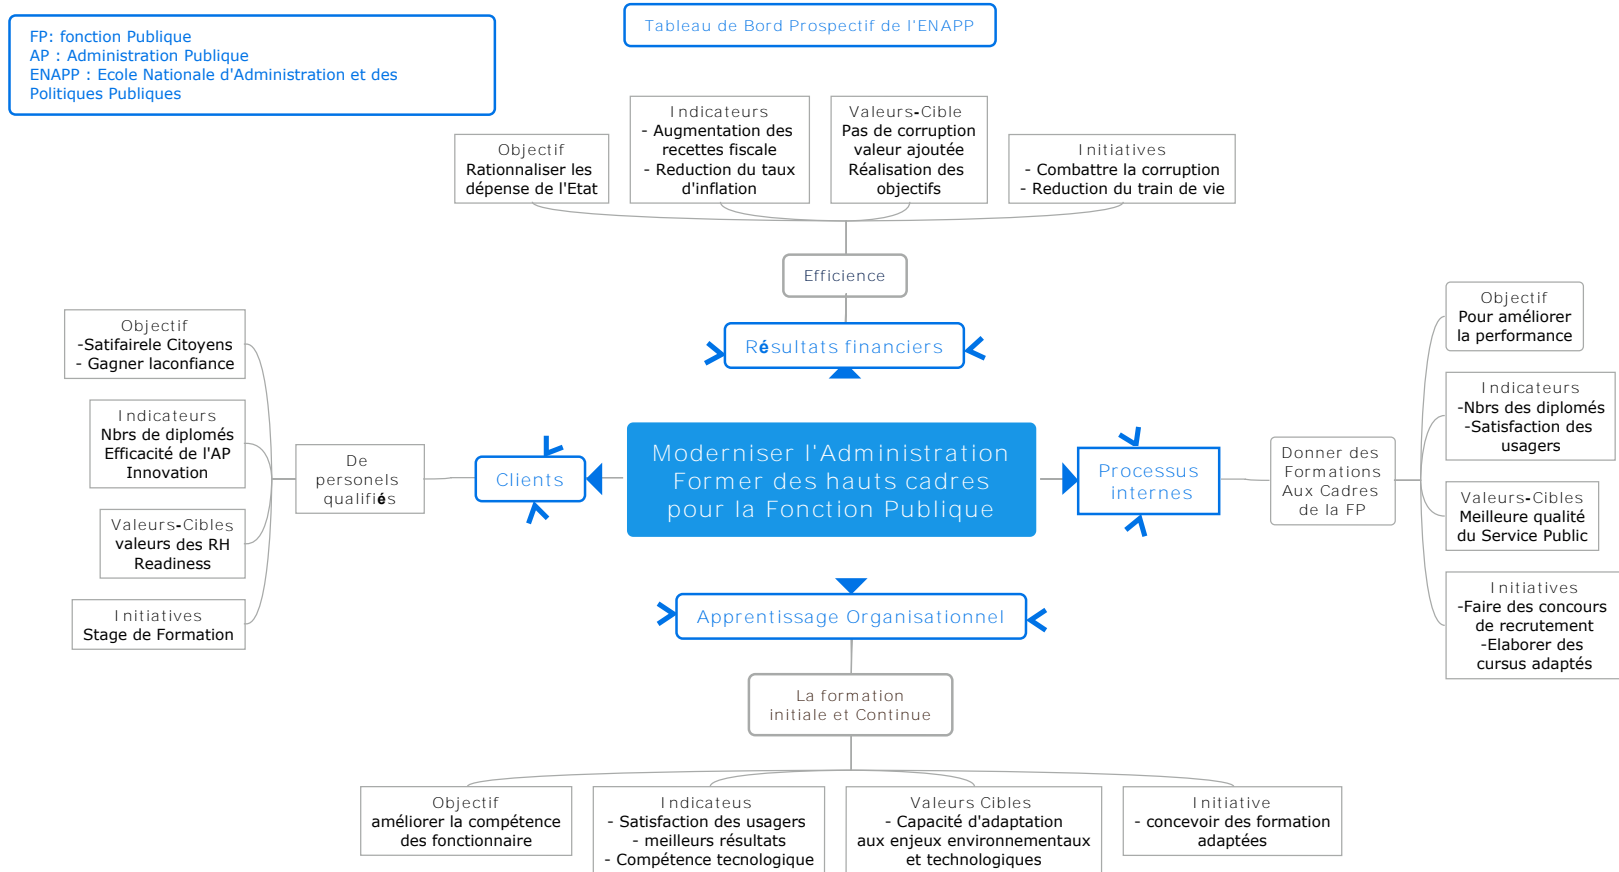 Tableau de Bord Prospectif de l'ENAPP
FP: fonction Publique
AP : Administration Publique
ENAPP : Ecole Nationale d'Administration et des
Politiques Publiques
Objectif
Rationnaliser les
dépense de l'Etat
Indicateurs
- Augmentation des
recettes fiscale
- Reduction du taux
d'inflation
Valeurs-Cible
Pas de corruption
valeur ajoutée
Réalisation des
objectifs
Initiatives
- Combattre la corruption
- Reduction du train de vie
Efficience
Résultats financiers
Objectif
-Satifairele Citoyens
- Gagner laconfiance
Indicateurs
Nbrs de diplomés
Efficacité de l'AP
Innovation
Valeurs-Cibles
valeurs des RH
Readiness
Initiatives
Stage de Formation
De
personels
qualifiés
Clients
Moderniser l'Administration
Former des hauts cadres
pour la Fonction Publique
Processus
internes
Donner des
Formations
Aux Cadres
de la FP
Objectif
Pour améliorer
la performance
Indicateurs
-Nbrs des diplomés
-Satisfaction des
usagers
Valeurs-Cibles
Meilleure qualité
du Service Public
Initiatives
-Faire des concours
de recrutement
-Elaborer des
cursus adaptés
Apprentissage Organisationnel
La formation
initiale et Continue
Objectif
améliorer la compétence
des fonctionnaire
Indicateus
- Satisfaction des usagers
- meilleurs résultats
- Compétence tecnologique
Valeurs Cibles
- Capacité d'adaptation
aux enjeux environnementaux
et technologiques
Initiative
- concevoir des formation
adaptées